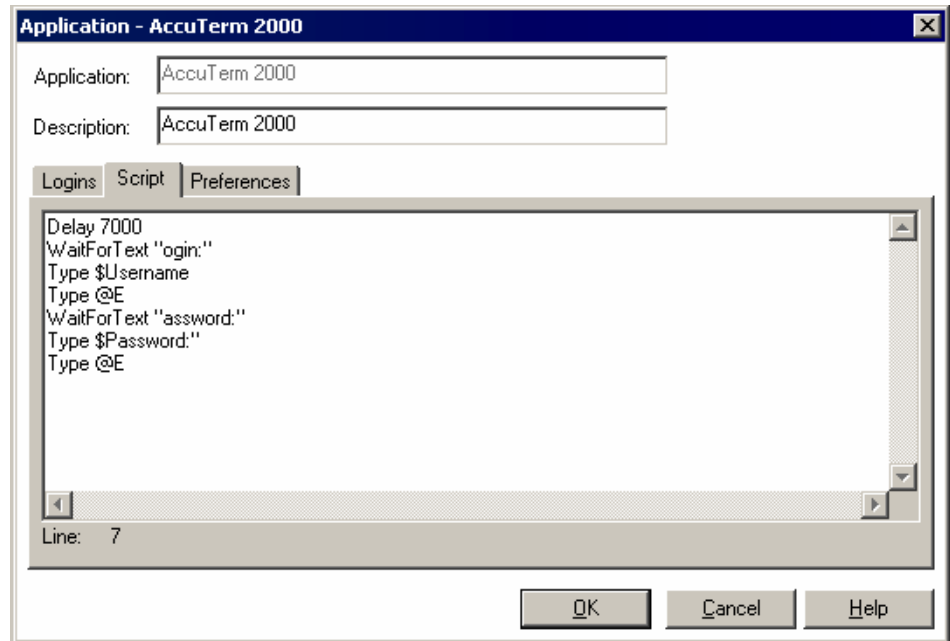 Application - AccuTerm 2000
Application: AccuTerm 2000
Description: AccuTerm 2000
Logins Script Preferences
Delay 7000
WaitForText "ogin:"
Type $Username
Type @E
WaitForText "assword:"
Type $Password:"
Type @E
Line: 7
OK Cancel Help